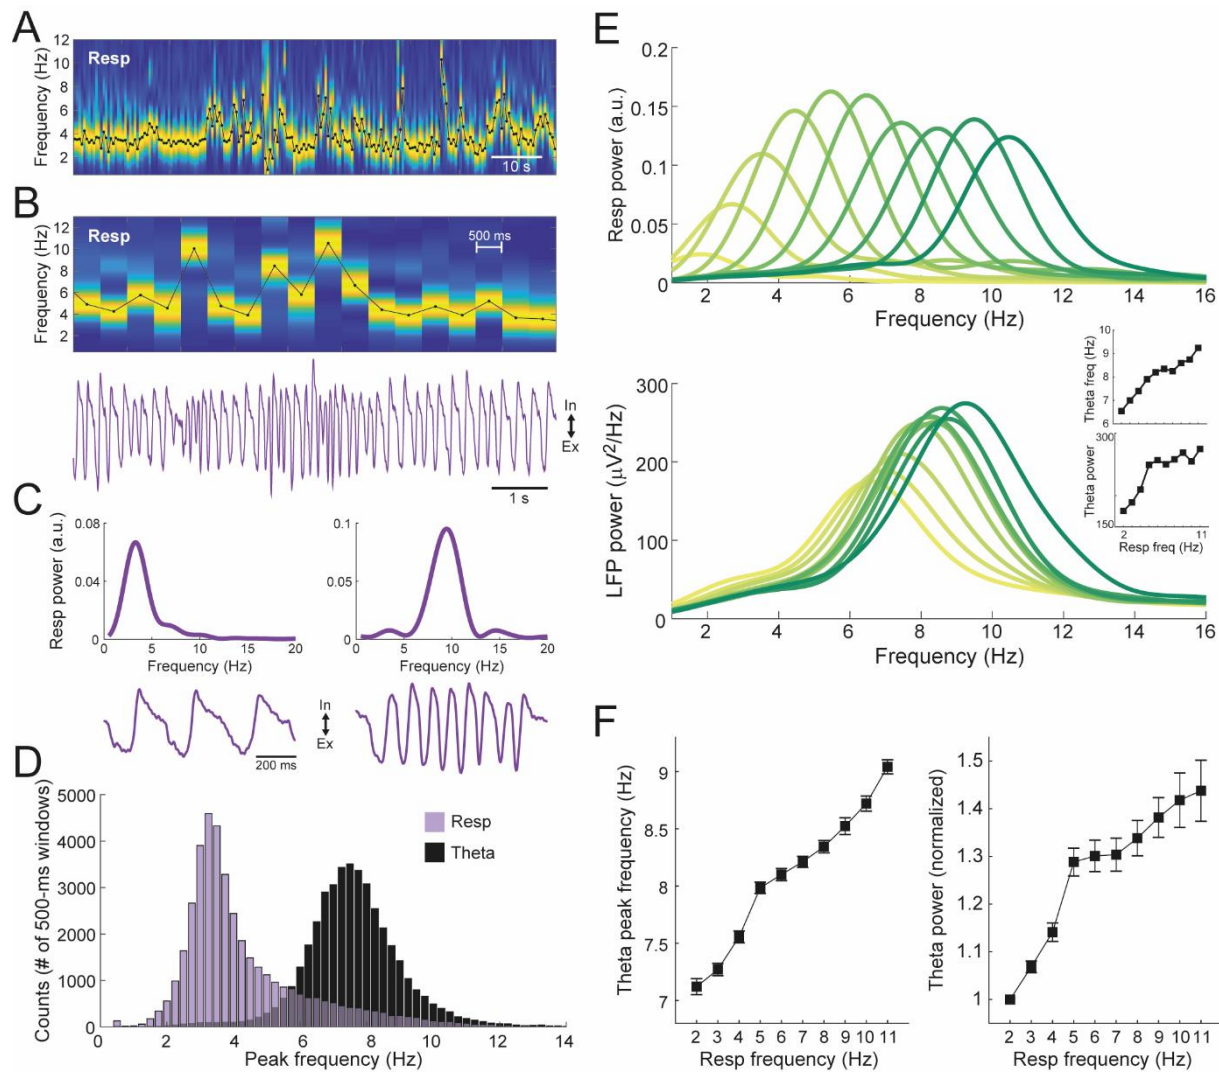 A
Frequency (Hz)
12
10
8
6
4
2
Resp
10 s
B
Frequency (Hz)
12
10
8
6
4
2
Resp
500 ms
In
Ex
1 s
C
Resp power (a.u.)
0.08
0.04
0
0 5 10 15 20
Frequency (Hz)
0.1
0.05
0
0 5 10 15 20
Frequency (Hz)
In
Ex
200 ms
D
Counts (# of 500-ms windows)
5000
4000
3000
2000
1000
0
Resp
Theta
0 2 4 6 8 10 12 14
Peak frequency (Hz)
E
Resp power (a.u.)
0.2
0.15
0.1
0.05
0
2 4 6 8 10 12 14 16
Frequency (Hz)
LFP power (μV²/Hz)
300
200
100
0
2 4 6 8 10 12 14 16
Frequency (Hz)
Theta freq (Hz)
10
9
8
7
6
Theta power
300
150
2 11
Resp freq (Hz)
F
Theta peak frequency (Hz)
9
8.5
8
7.5
7
2 3 4 5 6 7 8 9 10 11
Resp frequency (Hz)
Theta power (normalized)
1.5
1.4
1.3
1.2
1.1
1
2 3 4 5 6 7 8 9 10 11
Resp frequency (Hz)